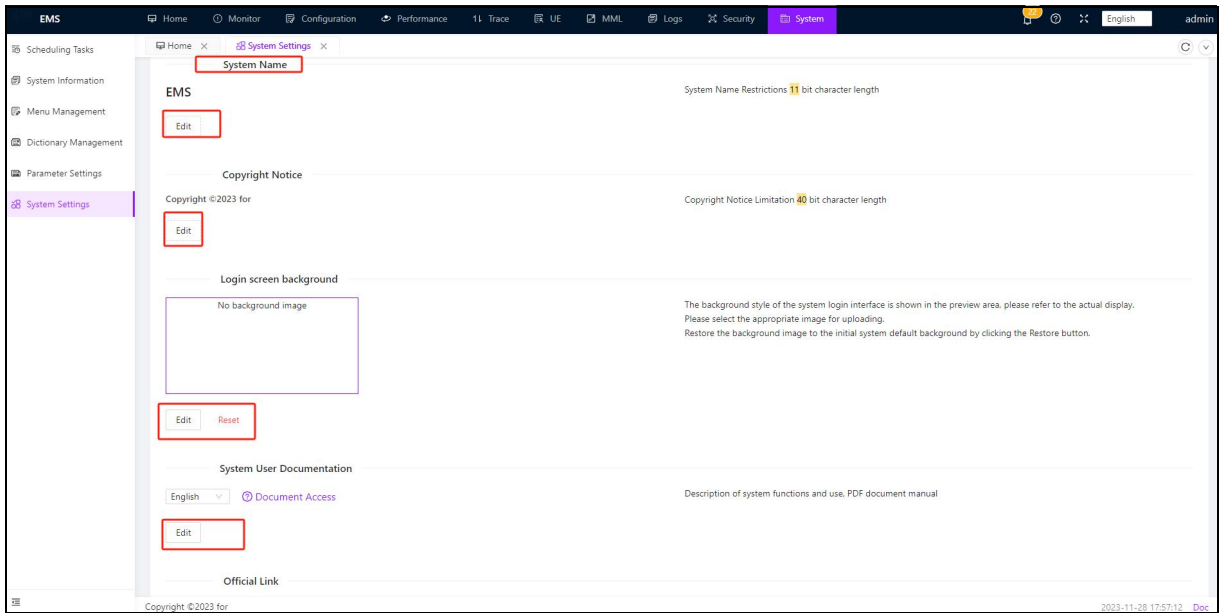 EMS Home Monitor Configuration Performance Trace UE MML Logs Security System 22 English admin
Scheduling Tasks
System Information
Menu Management
Dictionary Management
Parameter Settings
System Settings
Home System Settings
System Name
EMS
System Name Restrictions 11 bit character length
Edit
Copyright Notice
Copyright ©2023 for
Copyright Notice Limitation 40 bit character length
Edit
Login screen background
No background image
The background style of the system login interface is shown in the preview area, please refer to the actual display.
Please select the appropriate image for uploading.
Restore the background image to the initial system default background by clicking the Restore button.
Edit Reset
System User Documentation
English Document Access
Description of system functions and use, PDF document manual
Edit
Official Link
Copyright ©2023 for
2023-11-28 17:57:12 Doc